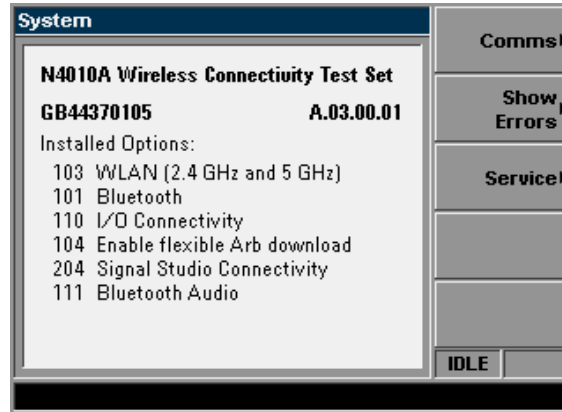 System
N4010A Wireless Connectivity Test Set
GB44370105 A.03.00.01
Installed Options:
103 WLAN (2.4 GHz and 5 GHz)
101 Bluetooth
110 I/O Connectivity
104 Enable flexible Arb download
204 Signal Studio Connectivity
111 Bluetooth Audio
Comms
Show
Errors
Service
IDLE